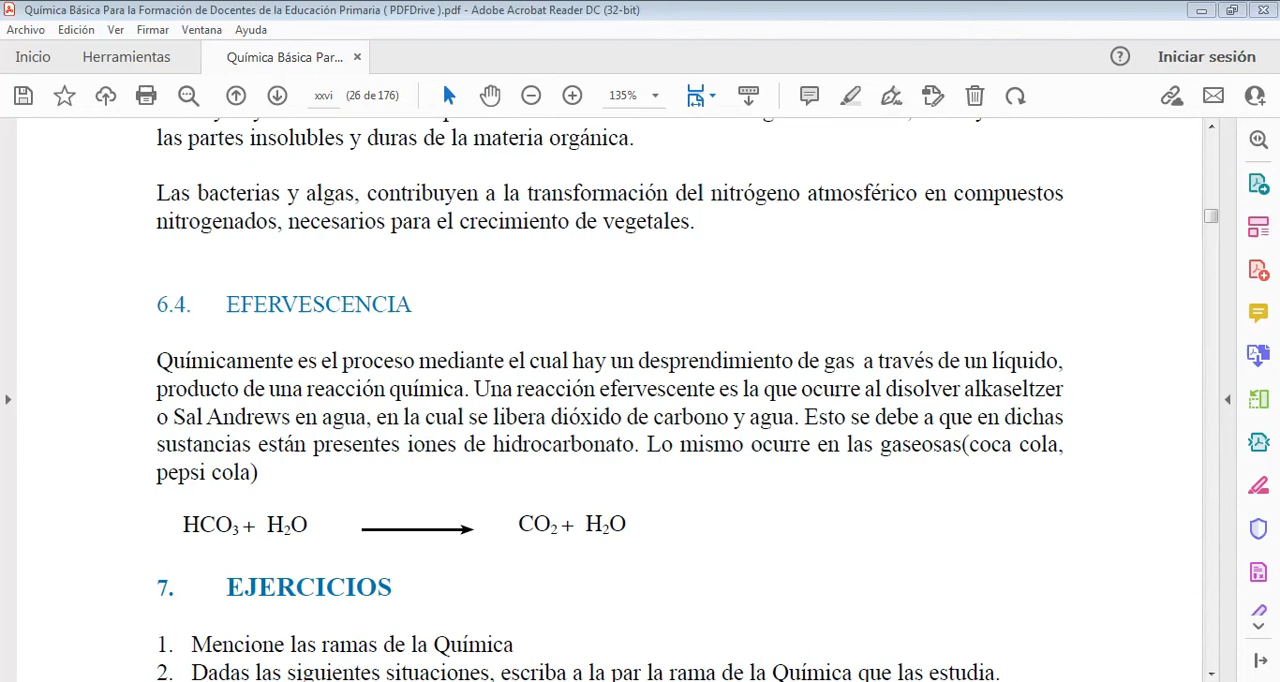 Química Básica Para la Formación de Docentes de la Educación Primaria ( PDFDrive ).pdf - Adobe Acrobat Reader DC (32-bit)
Archivo Edición Ver Firmar Ventana Ayuda
Inicio Herramientas Química Básica Par... × Iniciar sesión
xxvi (26 de 176) 135%
las partes insolubles y duras de la materia orgánica.
Las bacterias y algas, contribuyen a la transformación del nitrógeno atmosférico en compuestos
nitrogenados, necesarios para el crecimiento de vegetales.
6.4. EFERVESCENCIA
Químicamente es el proceso mediante el cual hay un desprendimiento de gas a través de un líquido,
producto de una reacción química. Una reacción efervescente es la que ocurre al disolver alkaseltzer
o Sal Andrews en agua, en la cual se libera dióxido de carbono y agua. Esto se debe a que en dichas
sustancias están presentes iones de hidrocarbonato. Lo mismo ocurre en las gaseosas(coca cola,
pepsi cola)
HCO₃ + H₂O → CO₂ + H₂O
7. EJERCICIOS
1. Mencione las ramas de la Química
2. Dadas las siguientes situaciones, escriba a la par la rama de la Química que las estudia.